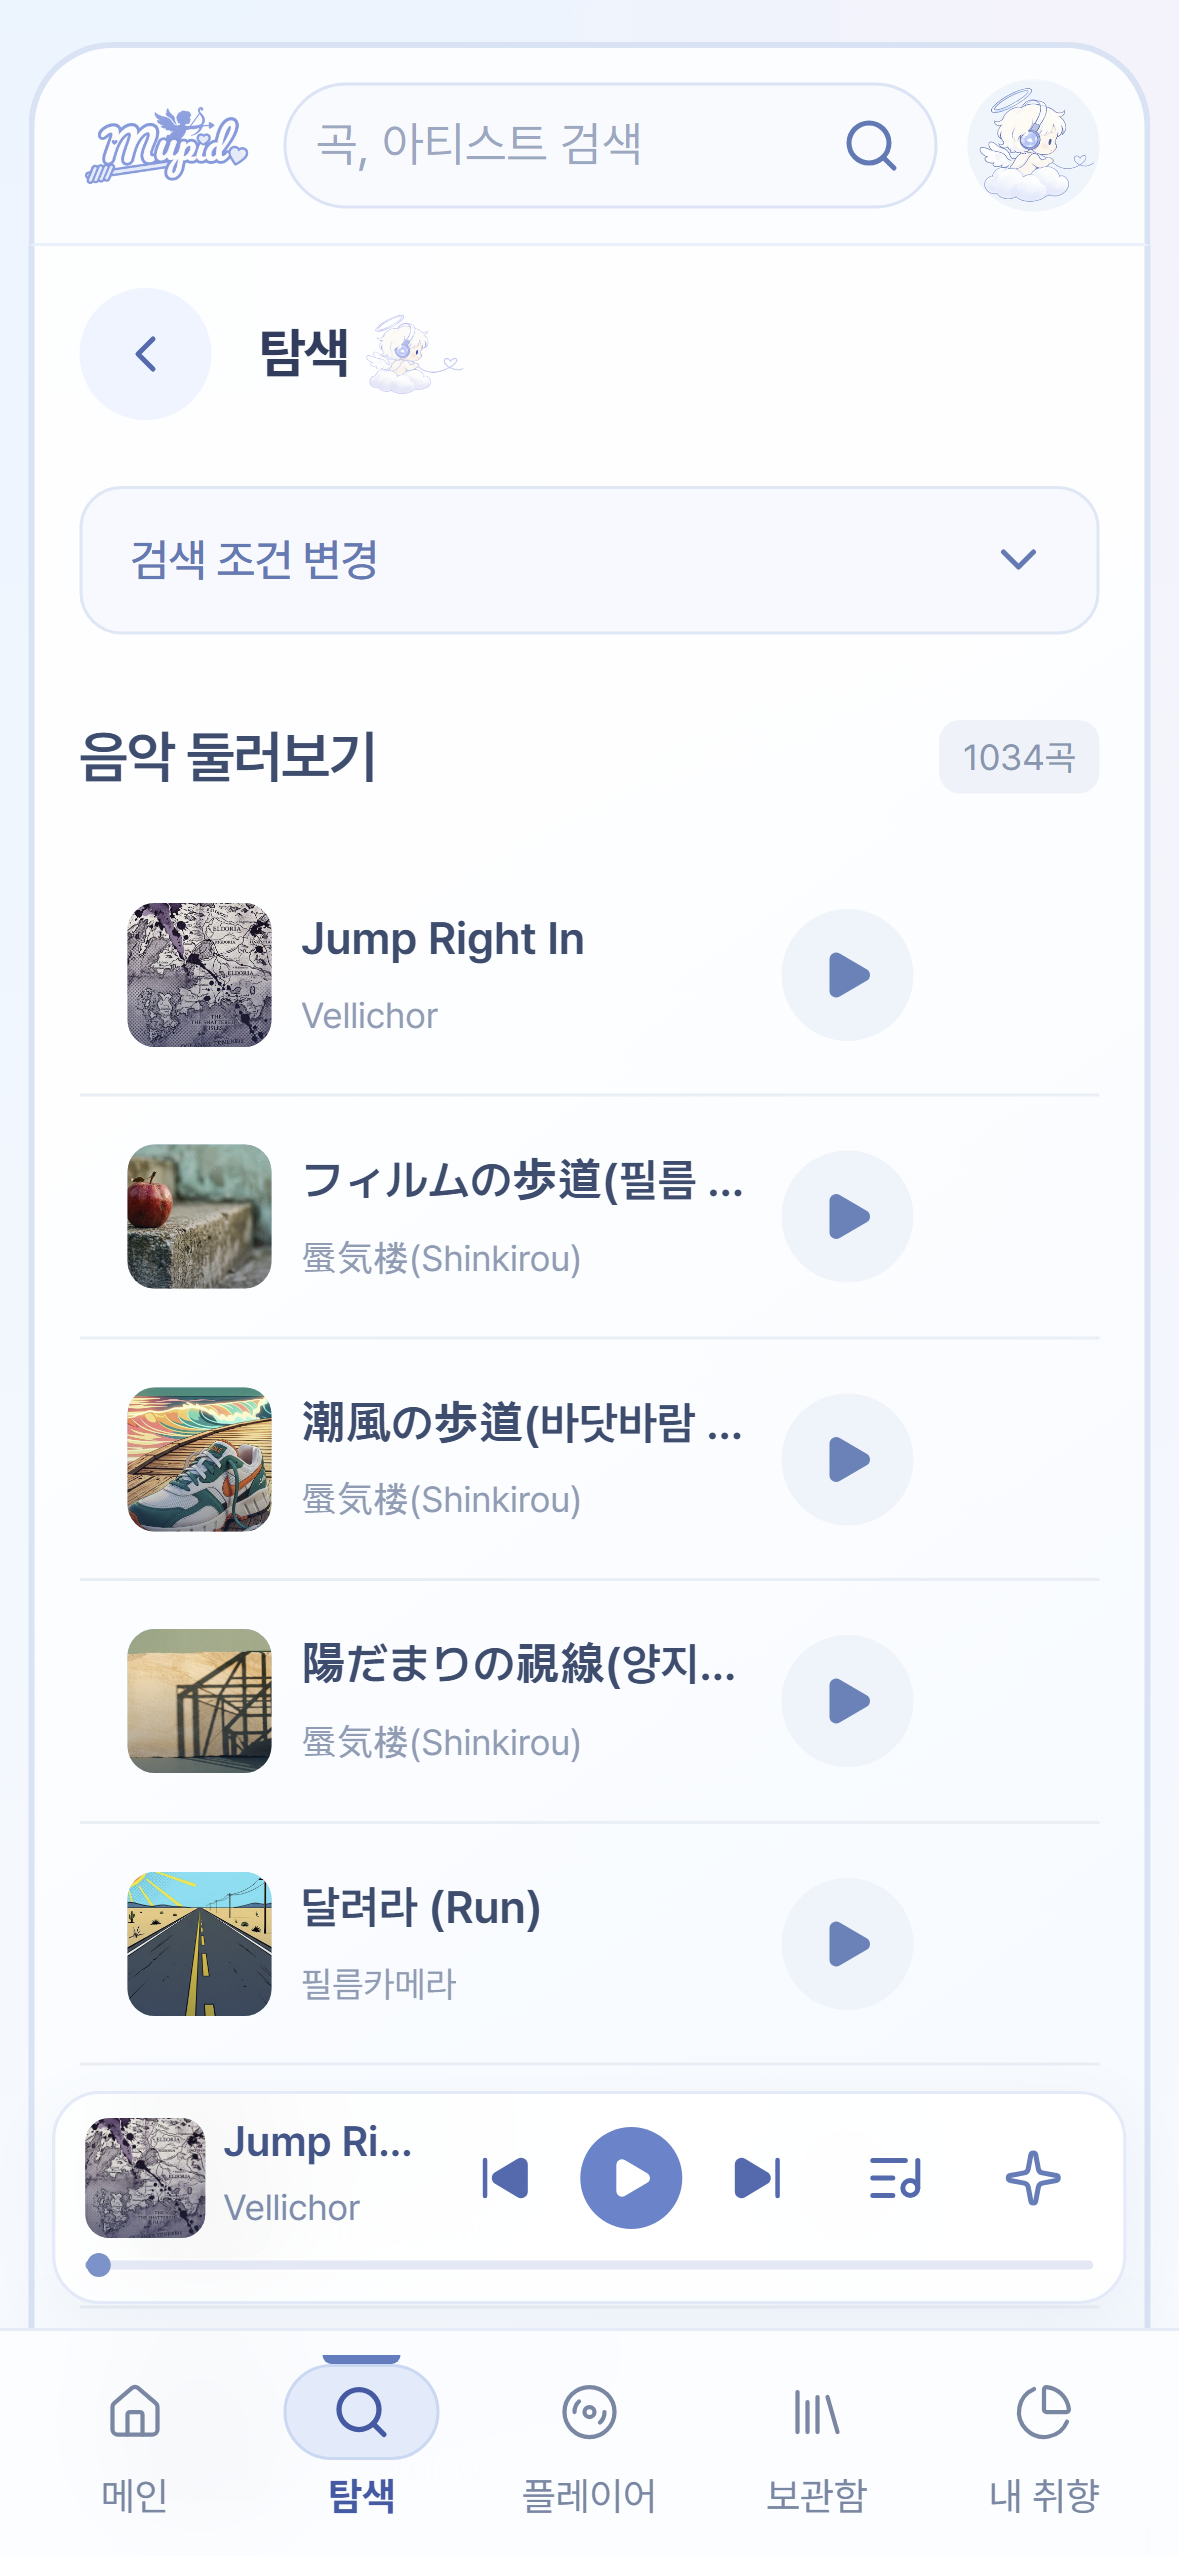 Mupid
곡, 아티스트 검색
탐색
검색 조건 변경
음악 둘러보기
1034곡
Jump Right In
Vellichor
フィルムの歩道(필름 ...
蜃気楼(Shinkirou)
潮風の歩道(바닷바람 ...
蜃気楼(Shinkirou)
陽だまりの視線(양지...
蜃気楼(Shinkirou)
달려라 (Run)
필름카메라
Jump Ri...
Vellichor
메인
탐색
플레이어
보관함
내 취향